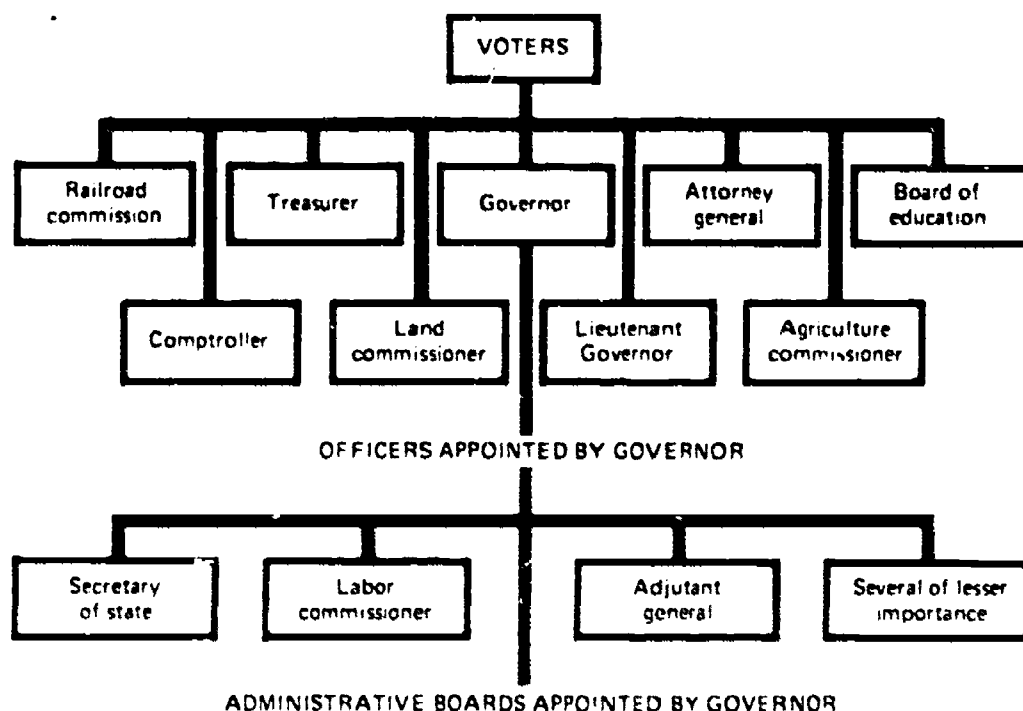 VOTERS
Railroad
commission
Treasurer
Governor
Attorney
general
Board of
education
Comptroller
Land
commissioner
Lieutenant
Governor
Agriculture
commissioner
OFFICERS APPOINTED BY GOVERNOR
Secretary
of state
Labor
commissioner
Adjutant
general
Several of lesser
importance
ADMINISTRATIVE BOARDS APPOINTED BY GOVERNOR